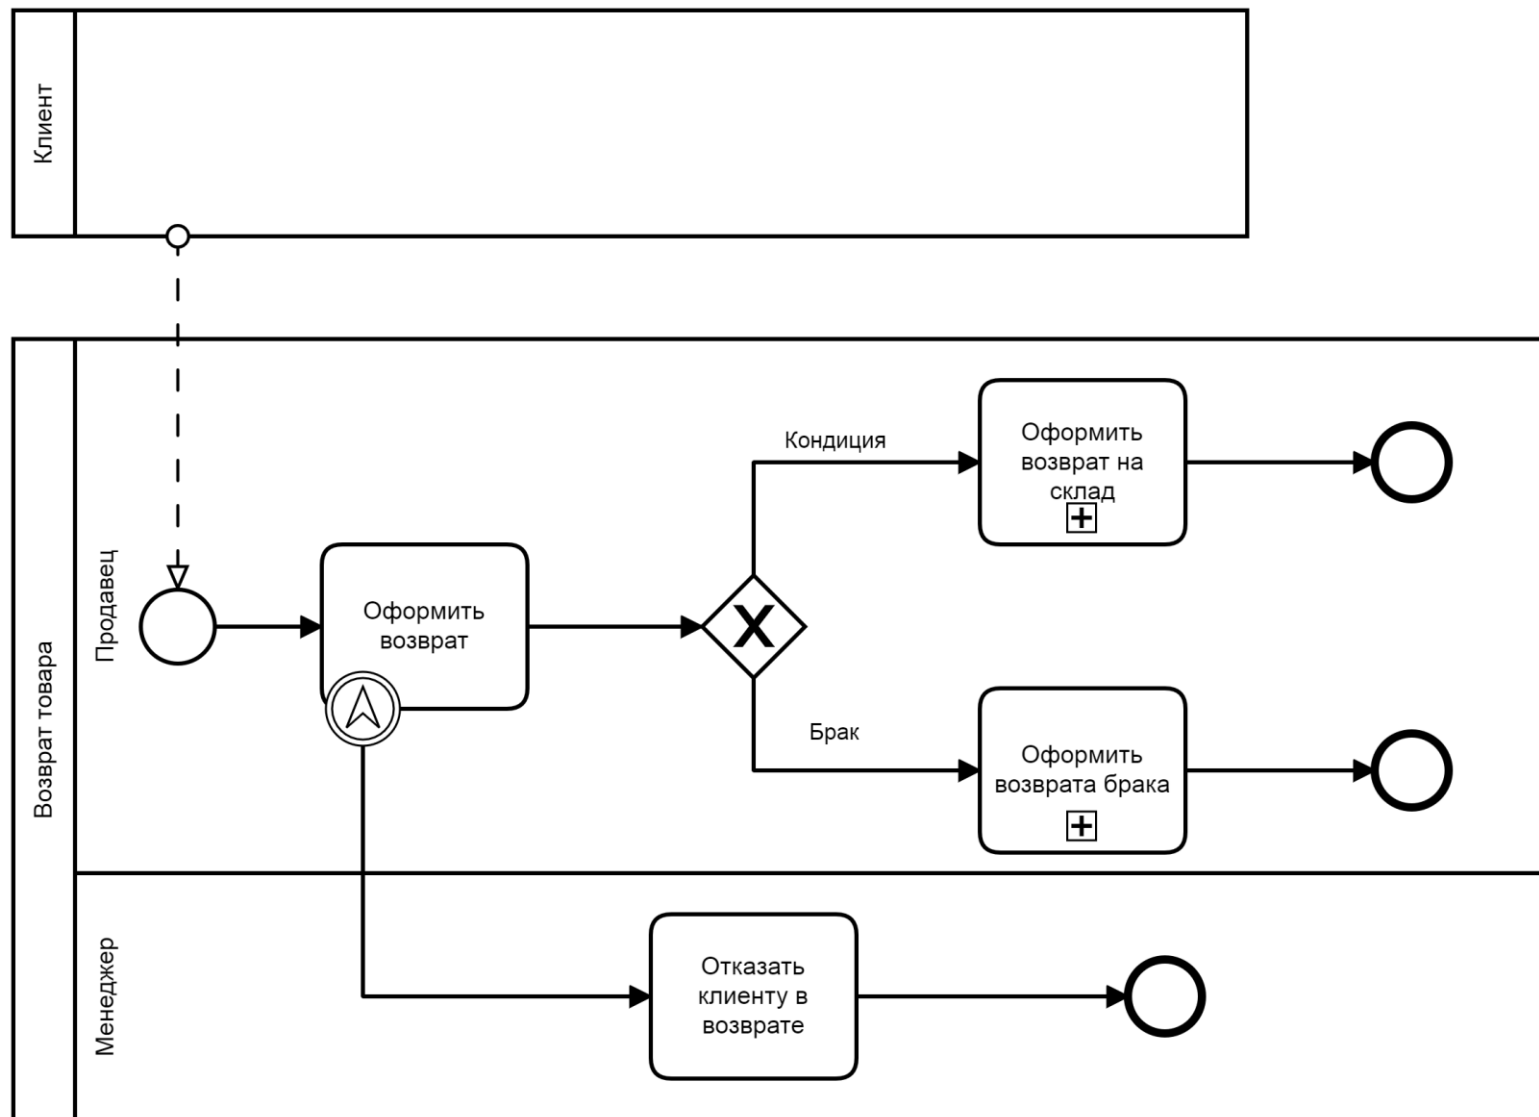 Клиент
Возврат товара
Продавец
Оформить
возврат
Кондиция
Оформить
возврат на
склад
Брак
Оформить
возврата брака
Менеджер
Отказать
клиенту в
возврате